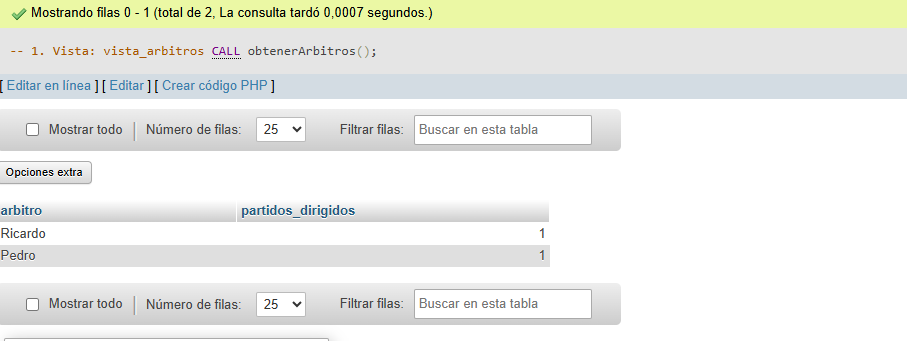 Mostrando filas 0 - 1 (total de 2, La consulta tardó 0,0007 segundos.)
-- 1. Vista: vista_arbitros CALL obtenerArbitros();
[ Editar en línea ] [ Editar ] [ Crear código PHP ]
Mostrar todo Número de filas: 25 Filtrar filas: Buscar en esta tabla
Opciones extra
arbitro partidos_dirigidos
Ricardo 1
Pedro 1
Mostrar todo Número de filas: 25 Filtrar filas: Buscar en esta tabla